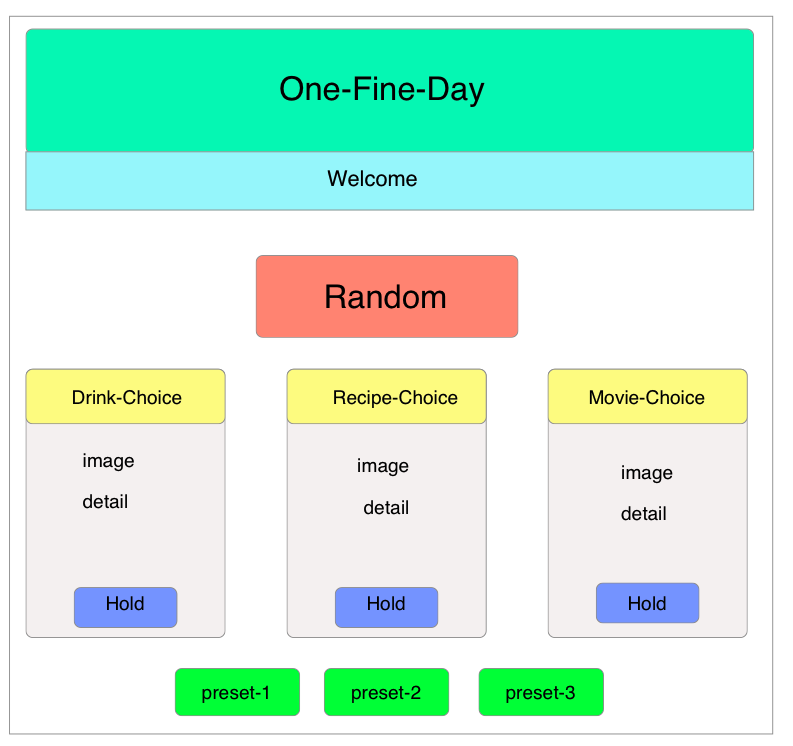 One-Fine-Day
Welcome
Random
Drink-Choice
image
detail
Hold
Recipe-Choice
image
detail
Hold
Movie-Choice
image
detail
Hold
preset-1
preset-2
preset-3